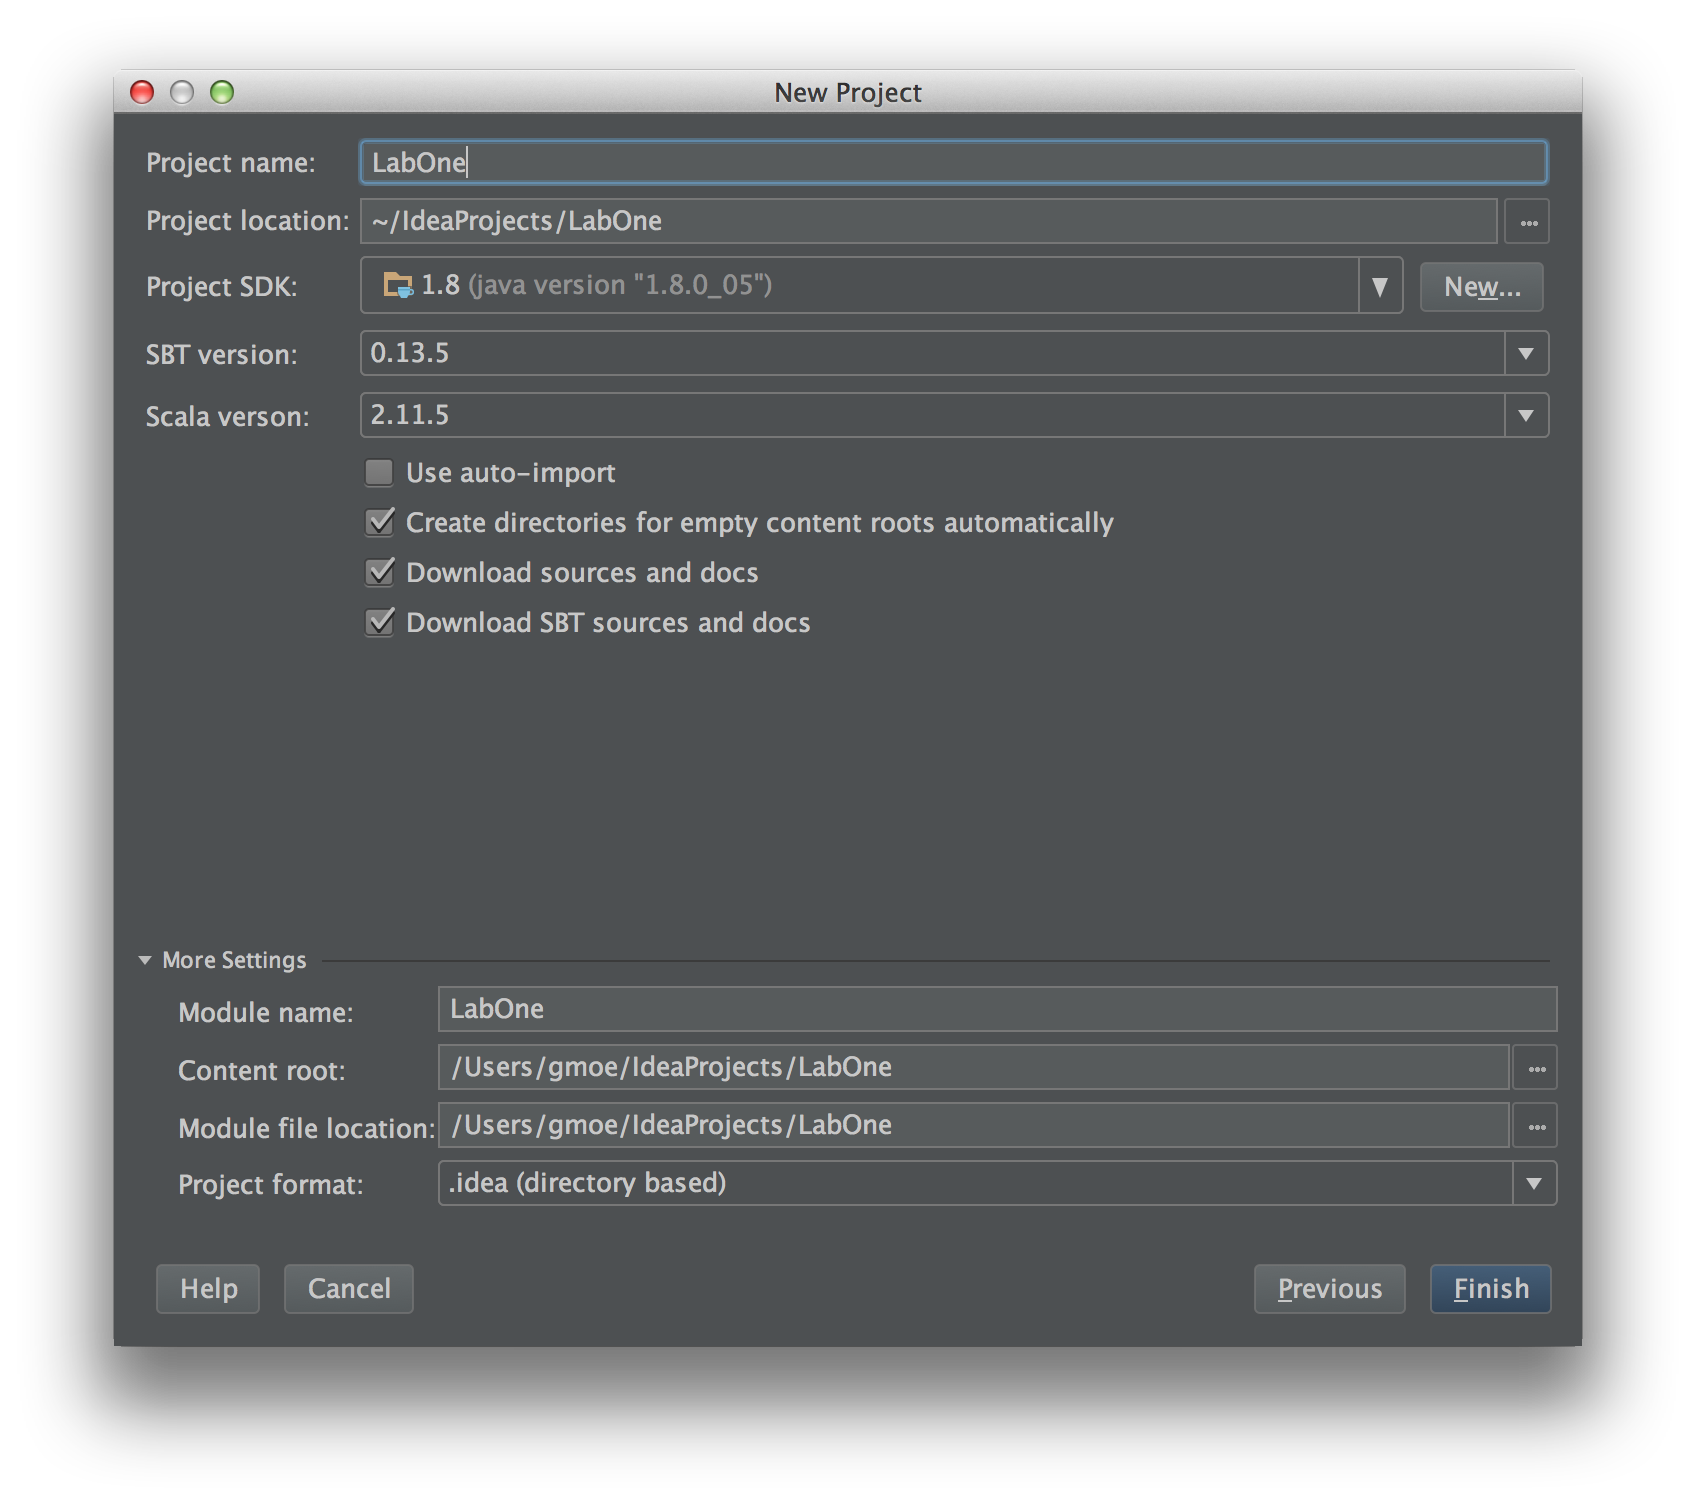 New Project
Project name: LabOne
Project location: ~/IdeaProjects/LabOne ...
Project SDK: 1.8 (java version "1.8.0_05") New...
SBT version: 0.13.5
Scala verson: 2.11.5
Use auto-import
Create directories for empty content roots automatically
Download sources and docs
Download SBT sources and docs
More Settings
Module name: LabOne
Content root: /Users/gmoe/IdeaProjects/LabOne ...
Module file location: /Users/gmoe/IdeaProjects/LabOne ...
Project format: .idea (directory based)
Help Cancel Previous Finish